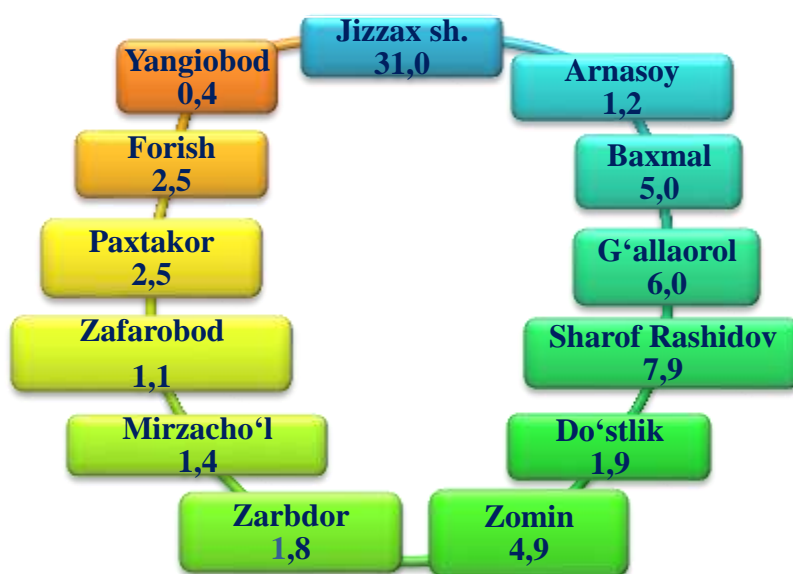 Jizzax sh.
31,0
Arnasoy
1,2
Baxmal
5,0
G‘allaorol
6,0
Sharof Rashidov
7,9
Do‘stlik
1,9
Zomin
4,9
Zarbdor
1,8
Mirzacho‘l
1,4
Zafarobod
1,1
Paxtakor
2,5
Forish
2,5
Yangiobod
0,4